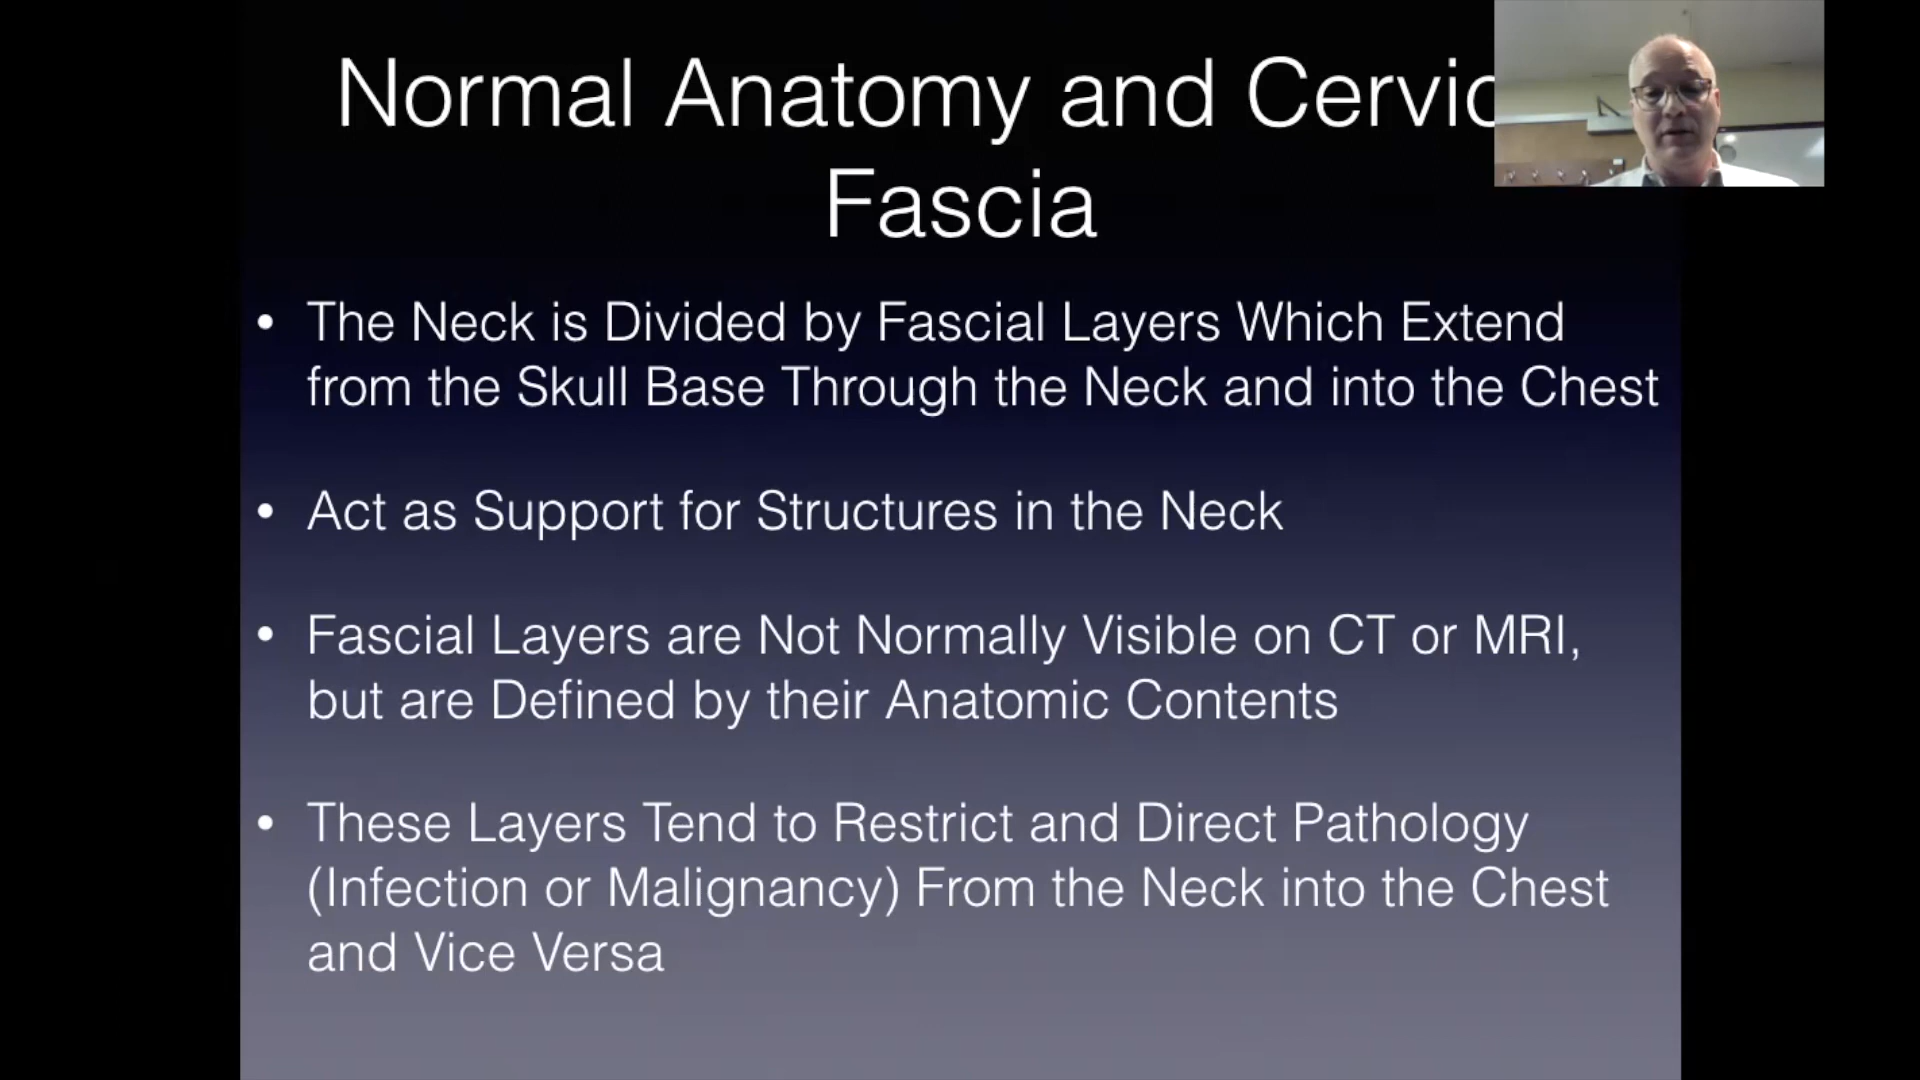 Normal Anatomy and
Fascia
• The Neck is Divided by Fascial Layers Which Extend
from the Skull Base Through the Neck and into the Chest
• Act as Support for Structures in the Neck
• Fascial Layers are Not Normally Visible on CT or MRI,
but are Defined by their Anatomic Contents
• These Layers Tend to Restrict and Direct Pathology
(Infection or Malignancy) From the Neck into the Chest
and Vice Versa